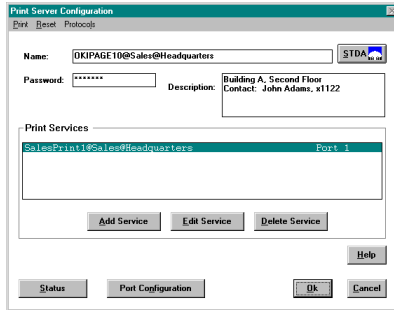 Print Server Configuration
Print Reset Protocols
Name: OKIPAGE10@Sales@Headquarters STDA
Password: ******* Description: Building A, Second Floor
Contact: John Adams, x1122
Print Services
SalesPrint1@Sales@Headquarters Port 1
Add Service Edit Service Delete Service
Help
Status Port Configuration Ok Cancel